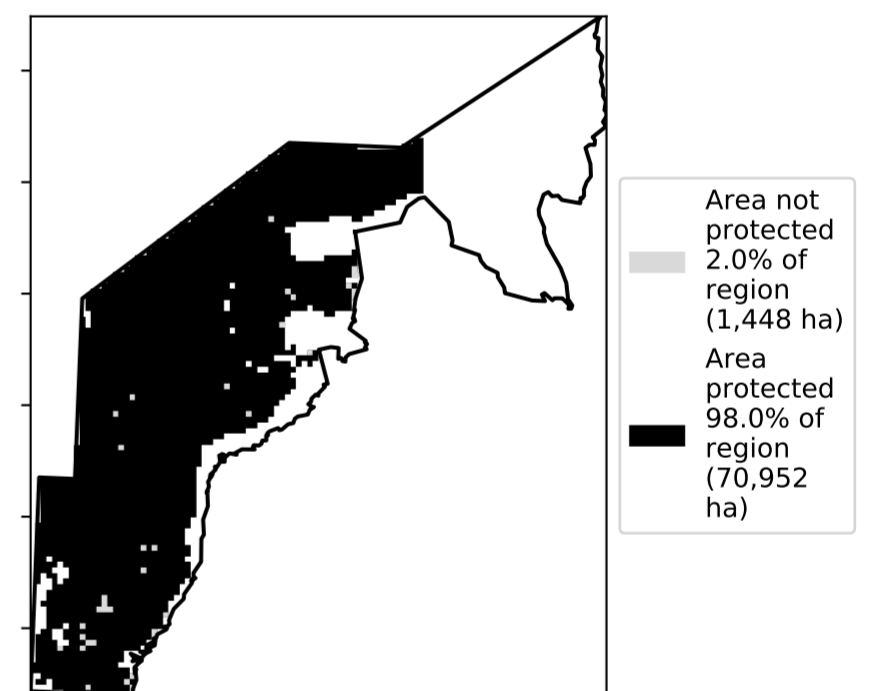 Area not
protected
2.0% of
region
(1,448 ha)
Area
protected
98.0% of
region
(70,952
ha)